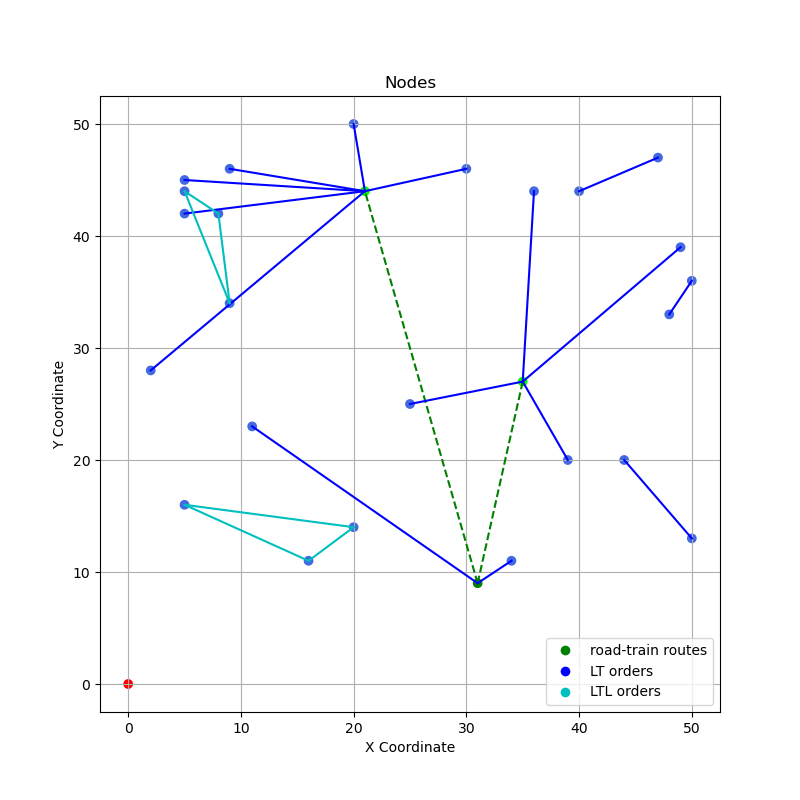 Nodes
50
40
30
20
10
0
Y Coordinate
0 10 20 30 40 50
X Coordinate
road-train routes
LT orders
LTL orders